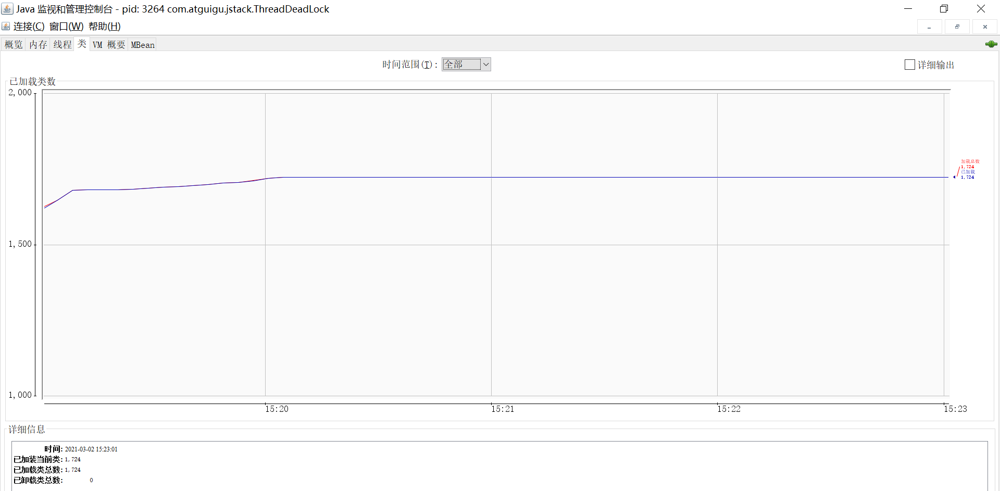 Java 监视和管理控制台 - pid: 3264 com.atguigu.jstack.ThreadDeadLock
连接(C) 窗口(W) 帮助(H)
概览 内存 线程 类 VM 概要 MBean
时间范围(T): 全部 详细输出
已加载类数
2,000
加载总数
1,724
已加载
1,724
1,500
1,000
15:20 15:21 15:22 15:23
详细信息
时间: 2021-03-02 15:23:01
已加装当前类: 1,724
已加载类总数: 1,724
已卸载类总数: 0